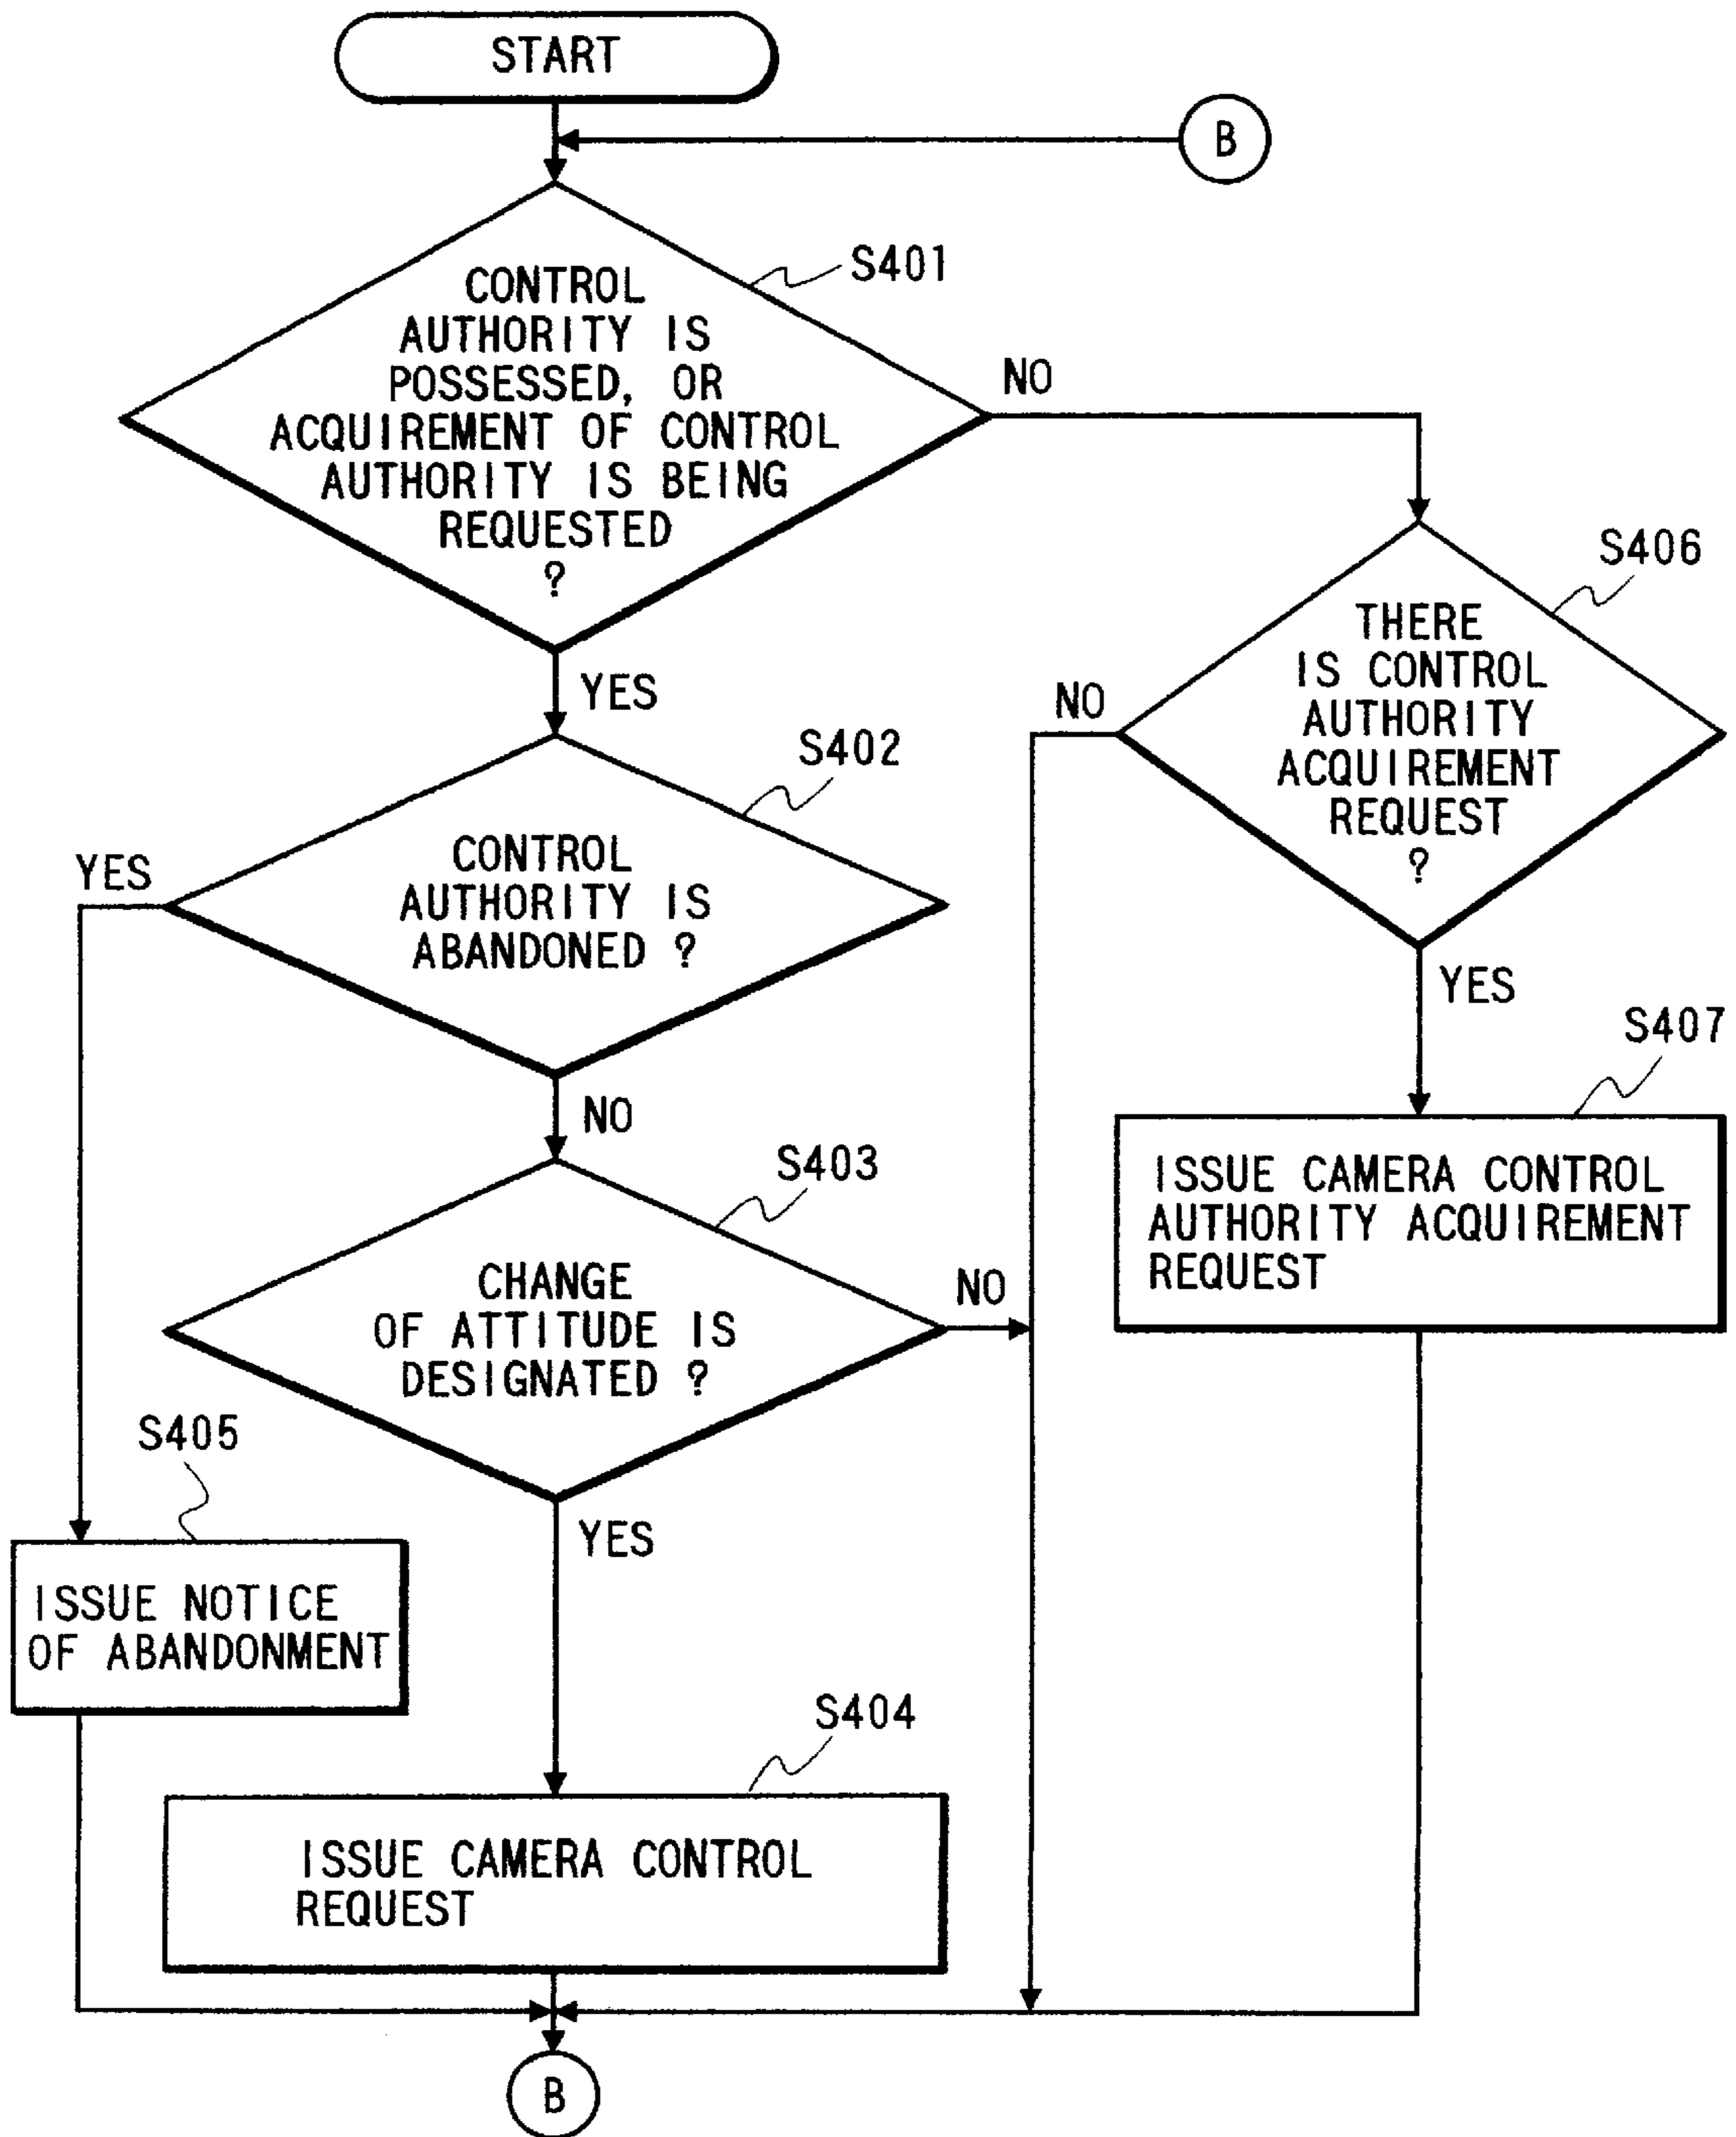 START
B
S401
CONTROL
AUTHORITY IS
POSSESSED, OR
ACQUIREMENT OF CONTROL
AUTHORITY IS BEING
REQUESTED
?
NO
YES
S406
THERE
IS CONTROL
AUTHORITY
ACQUIREMENT
REQUEST
?
NO
YES
S402
CONTROL
AUTHORITY IS
ABANDONED ?
YES
NO
S407
ISSUE CAMERA CONTROL
AUTHORITY ACQUIREMENT
REQUEST
S403
CHANGE
OF ATTITUDE IS
DESIGNATED ?
NO
YES
S405
ISSUE NOTICE
OF ABANDONMENT
S404
ISSUE CAMERA CONTROL
REQUEST
B